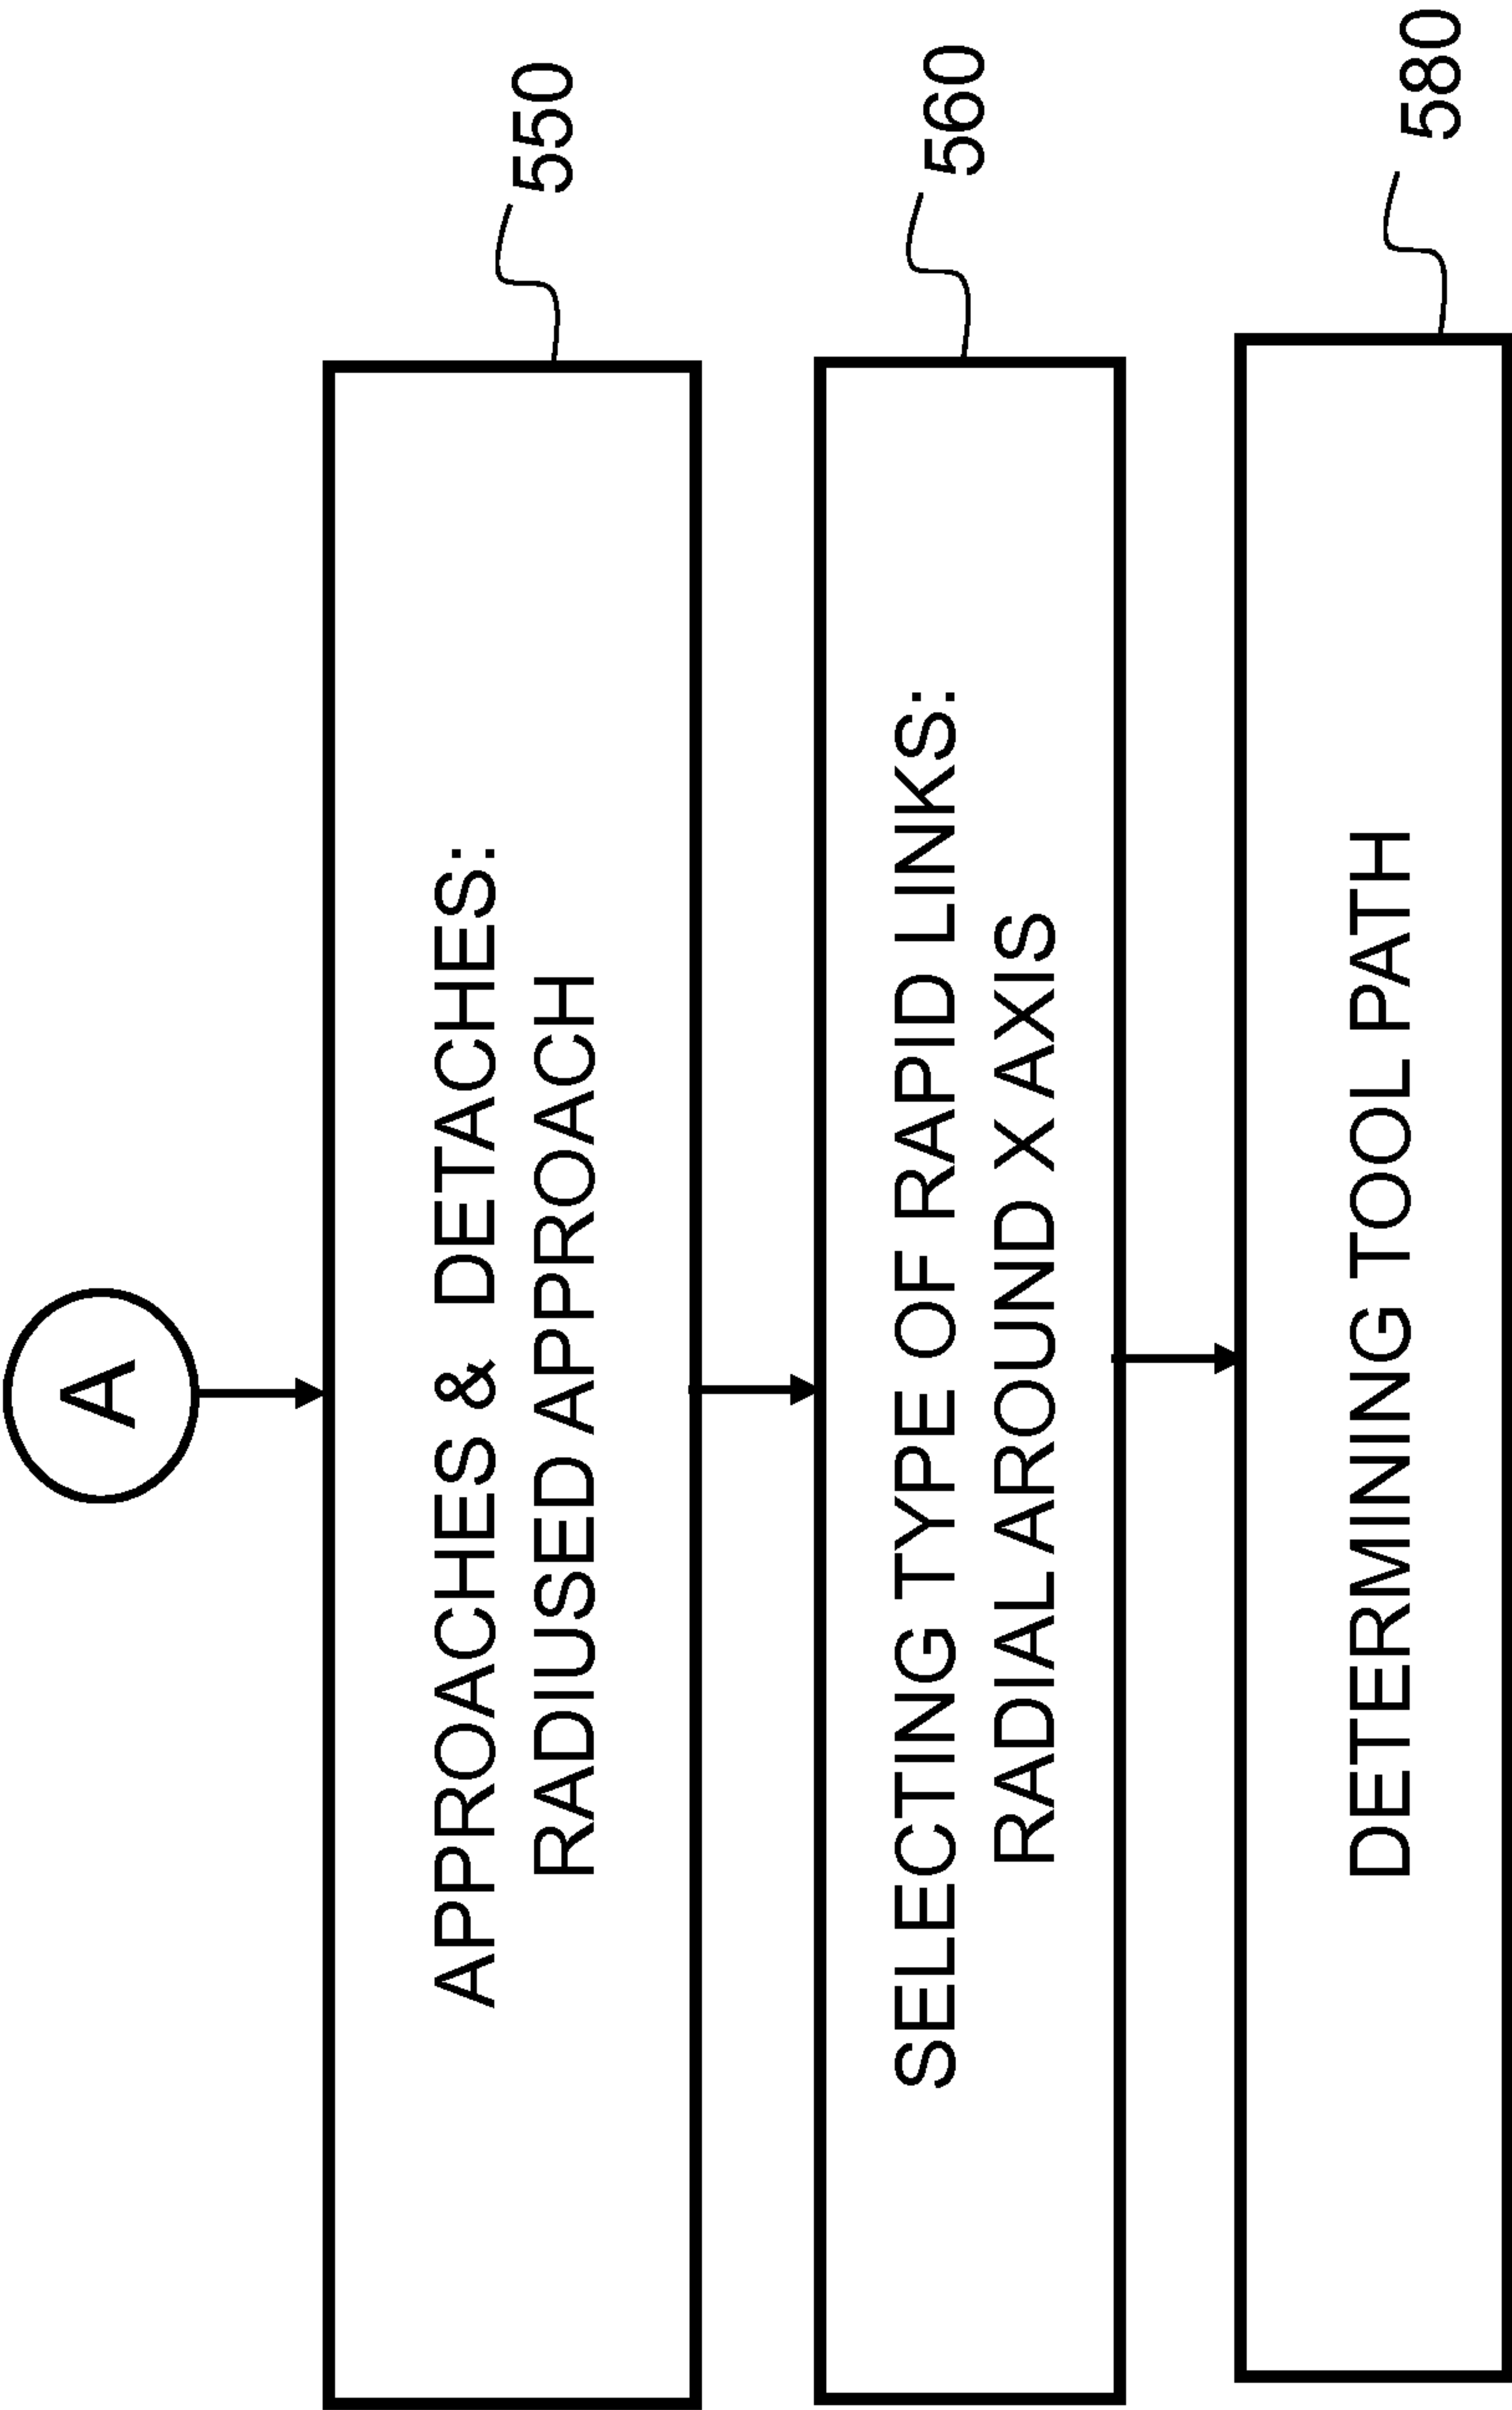 A
APPROACHES & DETACHES:
RADIUSED APPROACH
550
SELECTING TYPE OF RAPID LINKS:
RADIAL AROUND X AXIS
560
DETERMINING TOOL PATH
580